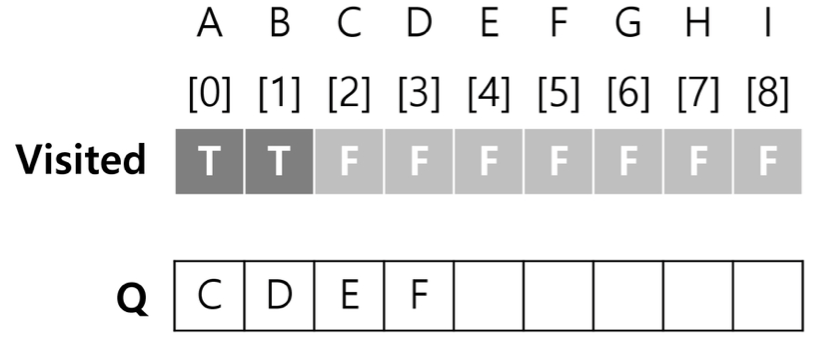 A B C D E F G H I
[0] [1] [2] [3] [4] [5] [6] [7] [8]
Visited T T F F F F F F F
Q C D E F